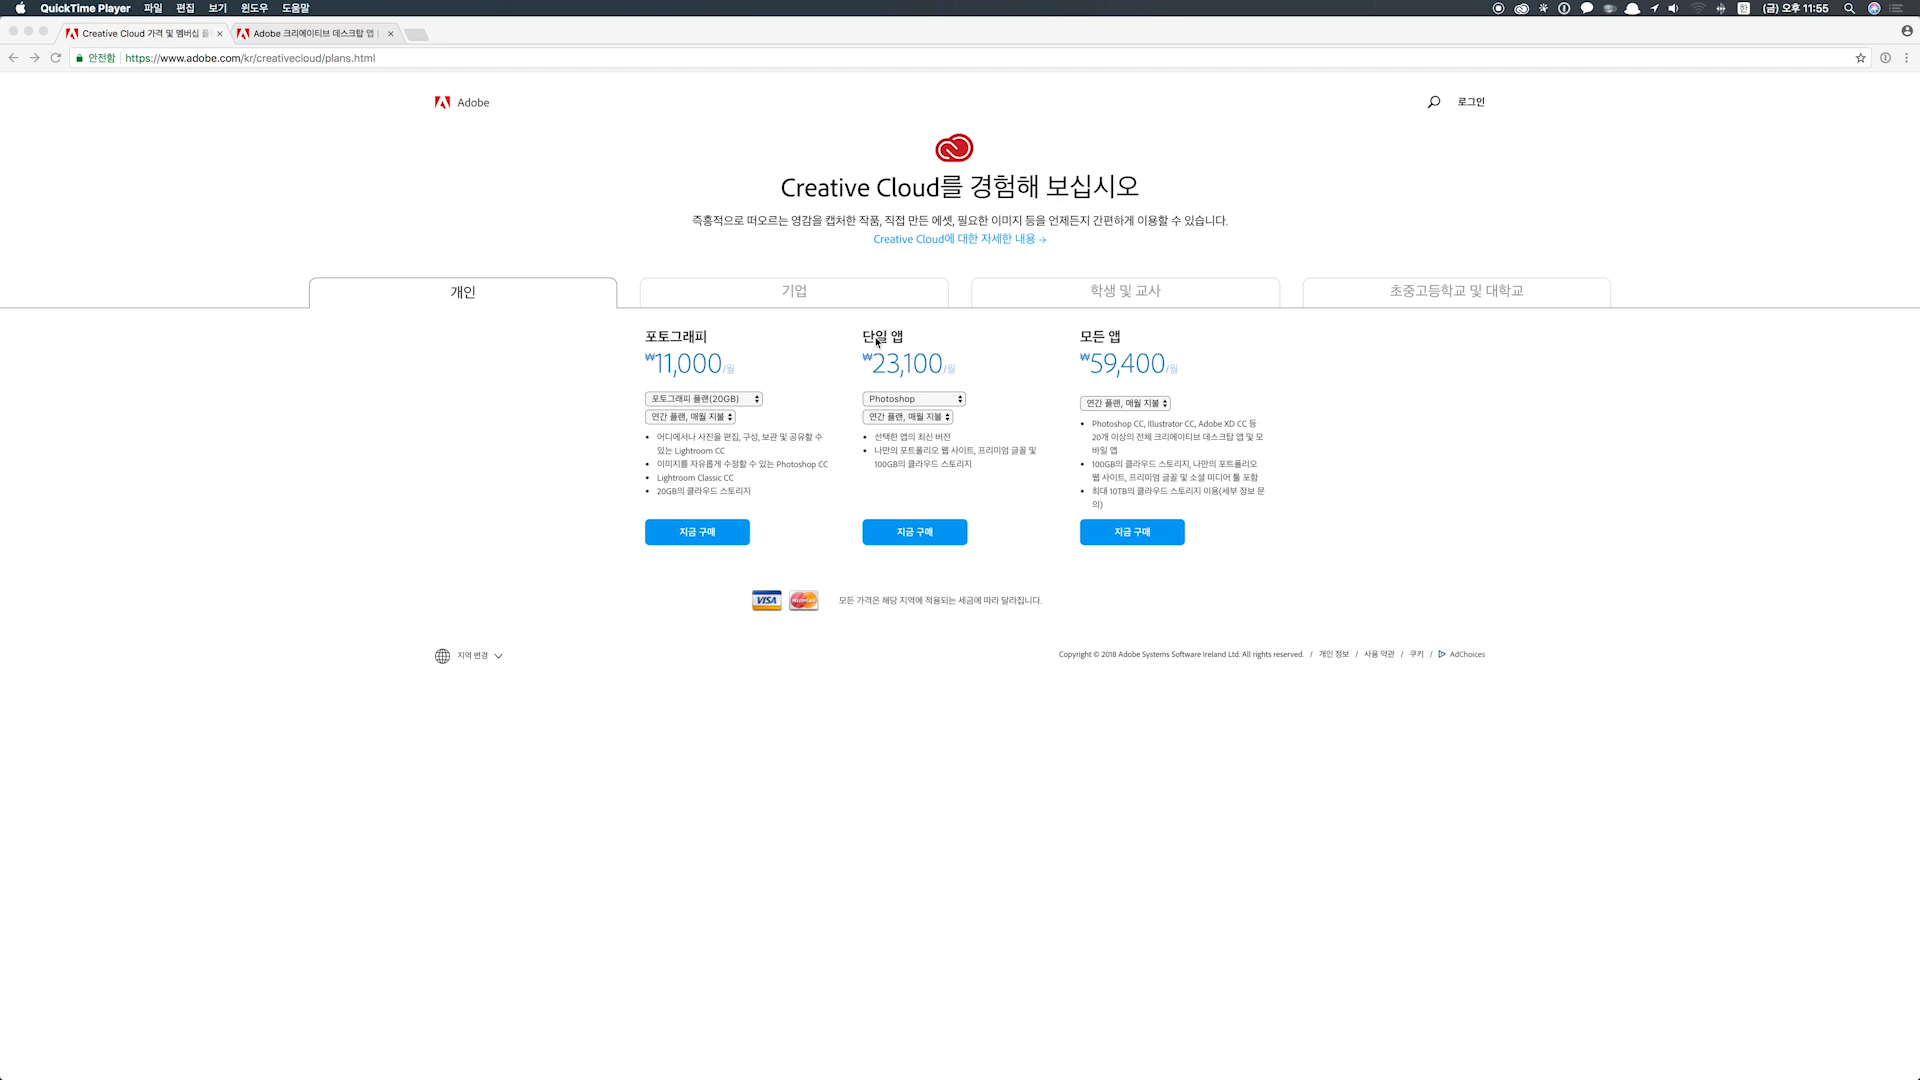 QuickTime Player 파일 편집 보기 윈도우 도움말 한 (금) 오후 11:55
Creative Cloud 가격 및 멤버십 플 Adobe 크리에이티브 데스크탑 앱 |
안전함 https://www.adobe.com/kr/creativecloud/plans.html
Adobe 로그인
Creative Cloud를 경험해 보십시오
즉흥적으로 떠오르는 영감을 캡처한 작품, 직접 만든 에셋, 필요한 이미지 등을 언제든지 간편하게 이용할 수 있습니다.
Creative Cloud에 대한 자세한 내용 →
개인 기업 학생 및 교사 초중고등학교 및 대학교
포토그래피
₩11,000/월
포토그래피 플랜(20GB)
연간 플랜, 매월 지불
• 어디에서나 사진을 편집, 구성, 보관 및 공유할 수
있는 Lightroom CC
• 이미지를 자유롭게 수정할 수 있는 Photoshop CC
• Lightroom Classic CC
• 20GB의 클라우드 스토리지
지금 구매
단일 앱
₩23,100/월
Photoshop
연간 플랜, 매월 지불
• 선택한 앱의 최신 버전
• 나만의 포트폴리오 웹 사이트, 프리미엄 글꼴 및
100GB의 클라우드 스토리지
지금 구매
모든 앱
₩59,400/월
연간 플랜, 매월 지불
• Photoshop CC, Illustrator CC, Adobe XD CC 등
20개 이상의 전체 크리에이티브 데스크탑 앱 및 모
바일 앱
• 100GB의 클라우드 스토리지, 나만의 포트폴리오
웹 사이트, 프리미엄 글꼴 및 소셜 미디어 툴 포함
• 최대 10TB의 클라우드 스토리지 이용(세부 정보 문
의)
지금 구매
VISA MasterCard 모든 가격은 해당 지역에 적용되는 세금에 따라 달라집니다.
지역 변경
Copyright © 2018 Adobe Systems Software Ireland Ltd. All rights reserved. / 개인 정보 / 사용 약관 / 쿠키 / AdChoices